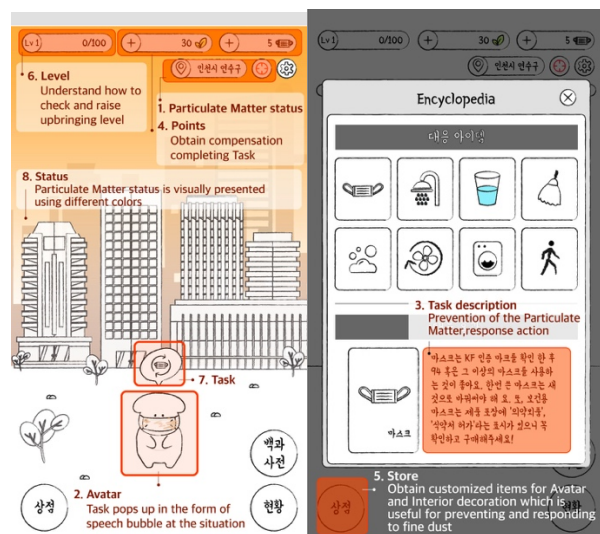 Lv 1
0/100
+
30
+
5
인천시 연수구
6. Level
Understand how to
check and raise
upbringing level
1. Particulate Matter status
4. Points
Obtain compensation
completing Task
8. Status
Particulate Matter status is visually presented
using different colors
7. Task
2. Avatar
Task pops up in the form of
speech bubble at the situation
상점
백과
사전
현황
Lv 1
0/100
+
30
+
5
인천시 연수구
Encyclopedia
대응 아이템
3. Task description
Prevention of the Particulate
Matter,response action
마스크
마스크는 KF 인증 마크를 확인 한 후
94 혹은 그 이상의 마스크를 사용하
는 것이 좋아요. 한번 쓴 마스크는 새
것으로 바꿔야 해 요. 또, 보건용
마스크는 제품 포장에 '의약외품',
'식약처 허가'라는 표시가 있으니 꼭
확인하고 구매해주세요!
5. Store
Obtain customized items for Avatar
and Interior decoration which is
useful for preventing and responding
to fine dust
상점
현황